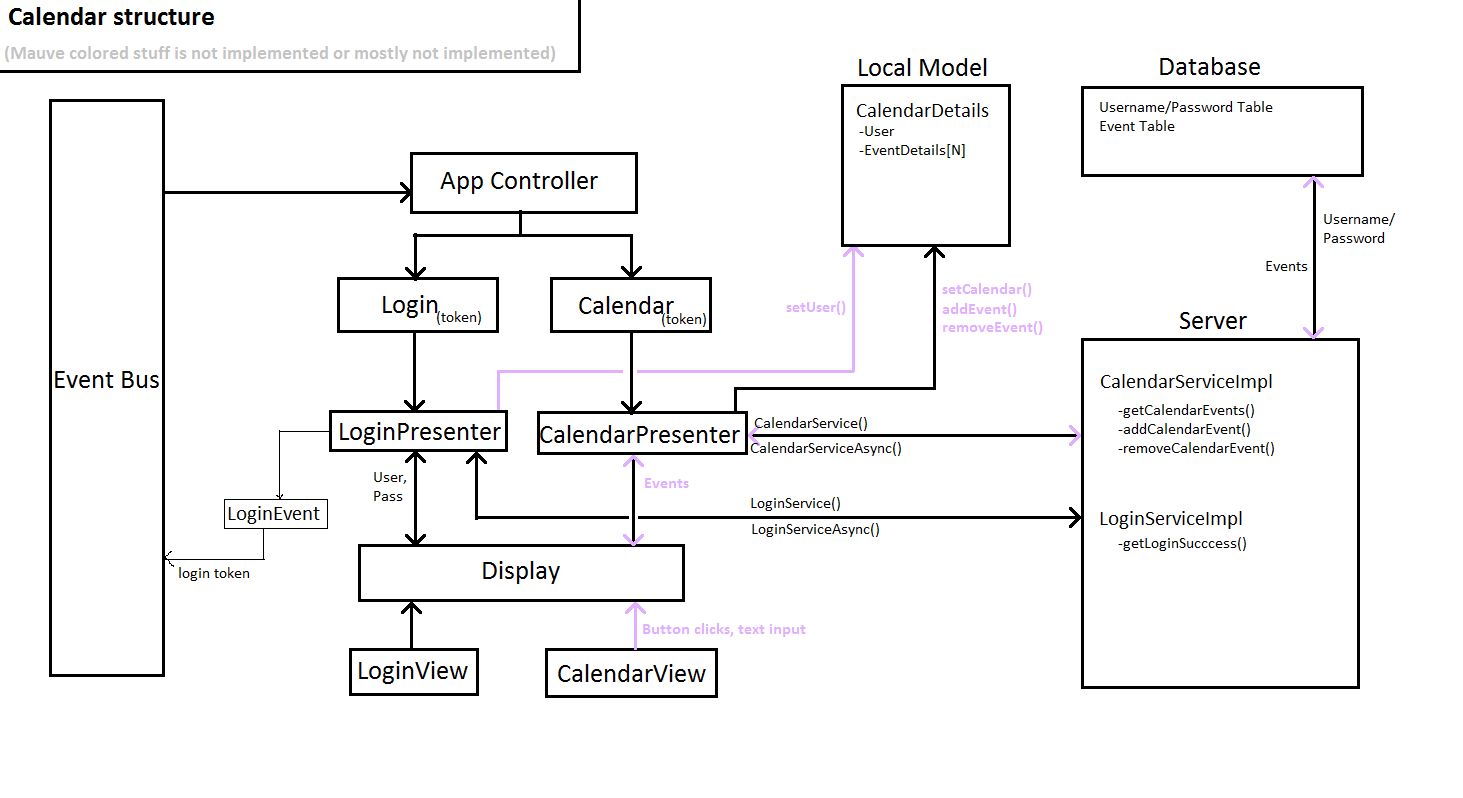 Calendar structure
(Mauve colored stuff is not implemented or mostly not implemented)
Local Model
CalendarDetails
-User
-EventDetails[N]
Database
Username/Password Table
Event Table
App Controller
Login
(token)
Calendar
(token)
Event Bus
setUser()
setCalendar()
addEvent()
removeEvent()
Username/
Password
Events
Server
CalendarServiceImpl
-getCalendarEvents()
-addCalendarEvent()
-removeCalendarEvent()
LoginServiceImpl
-getLoginSucccess()
LoginPresenter
CalendarPresenter
CalendarService()
CalendarServiceAsync()
User,
Pass
Events
LoginService()
LoginServiceAsync()
LoginEvent
login token
Display
Button clicks, text input
LoginView
CalendarView